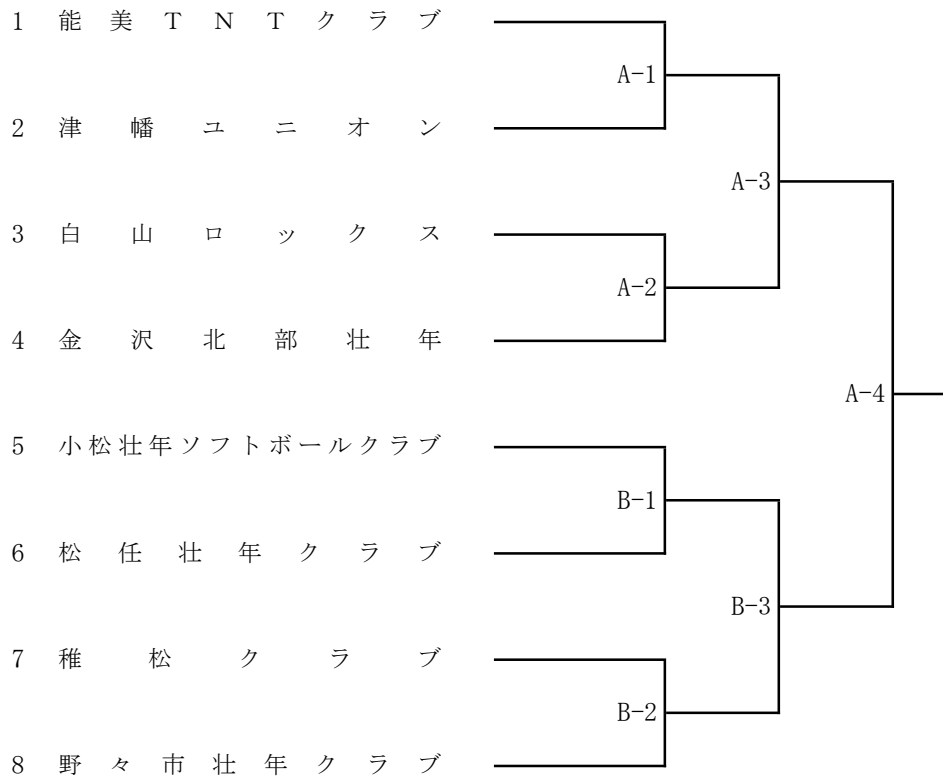 1 能美TNTクラブ
A-1
2 津幡ユニオン
A-3
3 白山ロックス
A-2
4 金沢北部壮年
A-4
5 小松壮年ソフトボールクラブ
B-1
6 松任壮年クラブ
B-3
7 稚松クラブ
B-2
8 野々市壮年クラブ